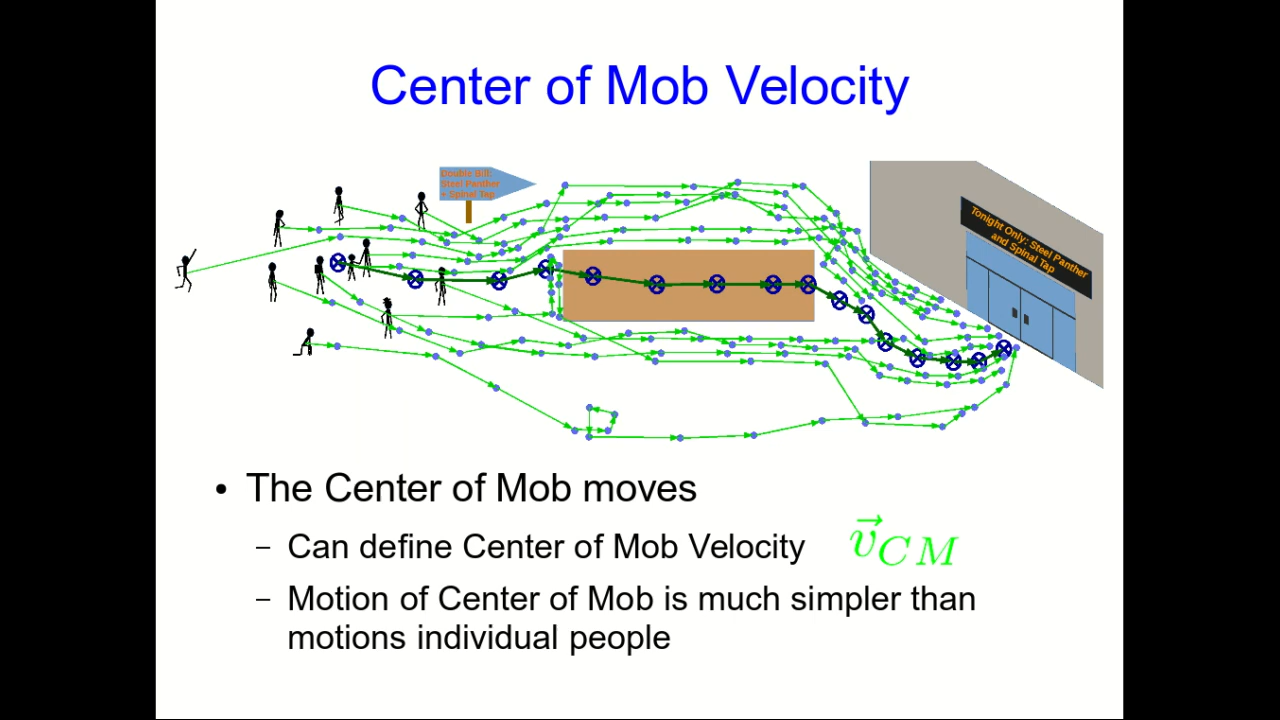 Center of Mob Velocity
Double Bill:
Steel Panther
+ Spinal Tap
Tonight Only: Steel Panther
and Spinal Tap
• The Center of Mob moves
– Can define Center of Mob Velocity
v⃗CM
– Motion of Center of Mob is much simpler than
motions individual people